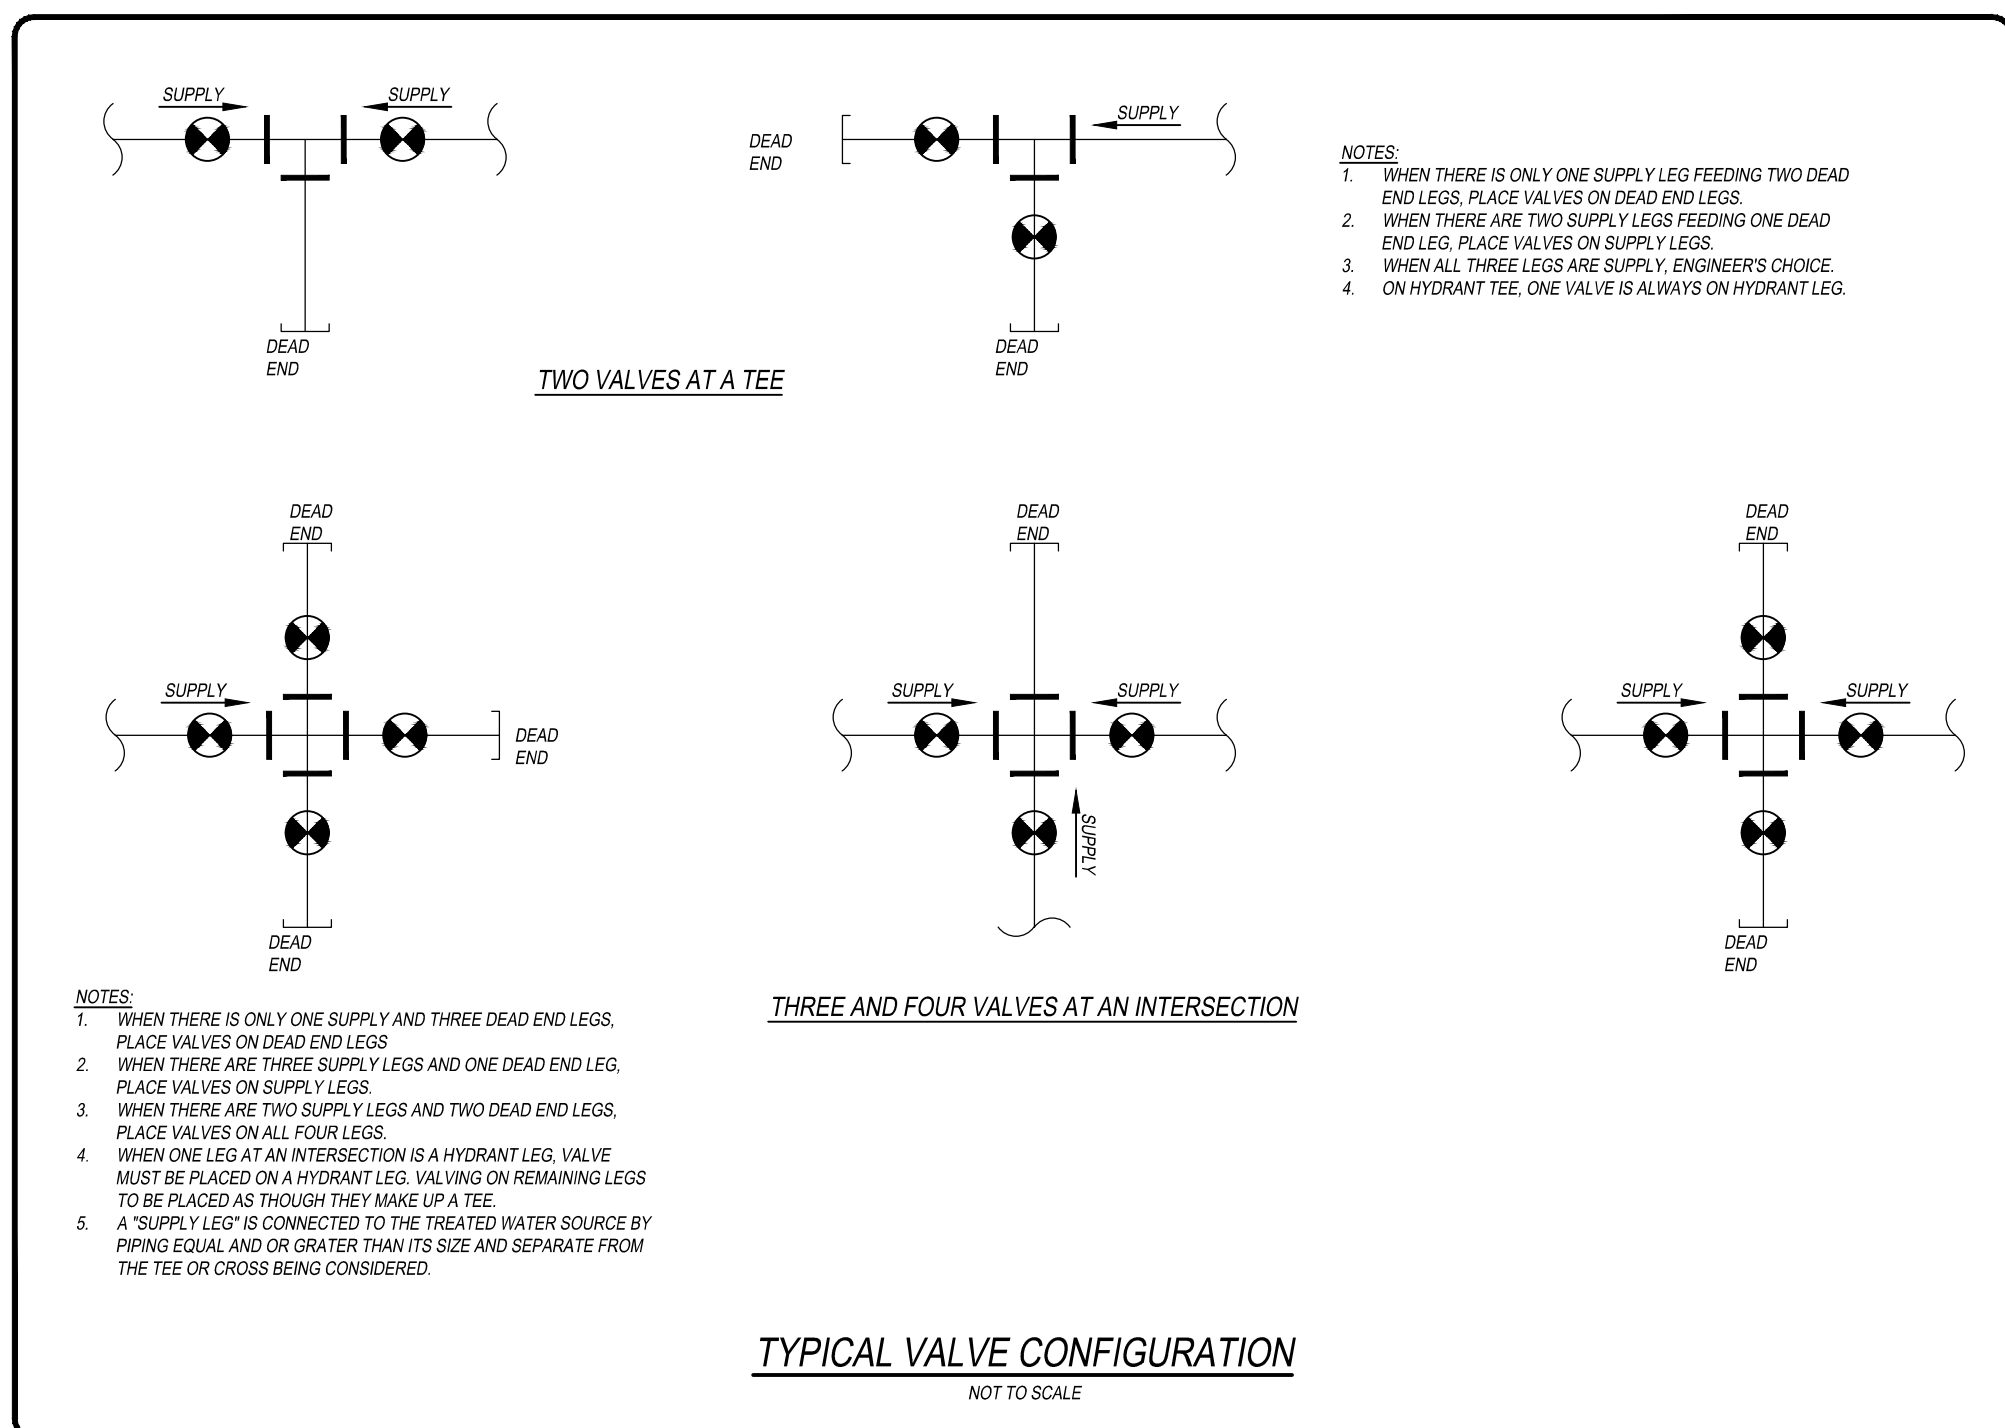 SUPPLY
SUPPLY
DEAD
END
DEAD
END
SUPPLY
DEAD
END
NOTES:
1. WHEN THERE IS ONLY ONE SUPPLY LEG FEEDING TWO DEAD
END LEGS, PLACE VALVES ON DEAD END LEGS.
2. WHEN THERE ARE TWO SUPPLY LEGS FEEDING ONE DEAD
END LEG, PLACE VALVES ON SUPPLY LEGS.
3. WHEN ALL THREE LEGS ARE SUPPLY, ENGINEER'S CHOICE.
4. ON HYDRANT TEE, ONE VALVE IS ALWAYS ON HYDRANT LEG.
TWO VALVES AT A TEE
DEAD
END
SUPPLY
DEAD
END
DEAD
END
DEAD
END
SUPPLY
SUPPLY
SUPPLY
DEAD
END
SUPPLY
SUPPLY
DEAD
END
THREE AND FOUR VALVES AT AN INTERSECTION
NOTES:
1. WHEN THERE IS ONLY ONE SUPPLY AND THREE DEAD END LEGS,
PLACE VALVES ON DEAD END LEGS
2. WHEN THERE ARE THREE SUPPLY LEGS AND ONE DEAD END LEG,
PLACE VALVES ON SUPPLY LEGS.
3. WHEN THERE ARE TWO SUPPLY LEGS AND TWO DEAD END LEGS,
PLACE VALVES ON ALL FOUR LEGS.
4. WHEN ONE LEG AT AN INTERSECTION IS A HYDRANT LEG, VALVE
MUST BE PLACED ON A HYDRANT LEG. VALVING ON REMAINING LEGS
TO BE PLACED AS THOUGH THEY MAKE UP A TEE.
5. A "SUPPLY LEG" IS CONNECTED TO THE TREATED WATER SOURCE BY
PIPING EQUAL AND OR GRATER THAN ITS SIZE AND SEPARATE FROM
THE TEE OR CROSS BEING CONSIDERED.
TYPICAL VALVE CONFIGURATION
NOT TO SCALE